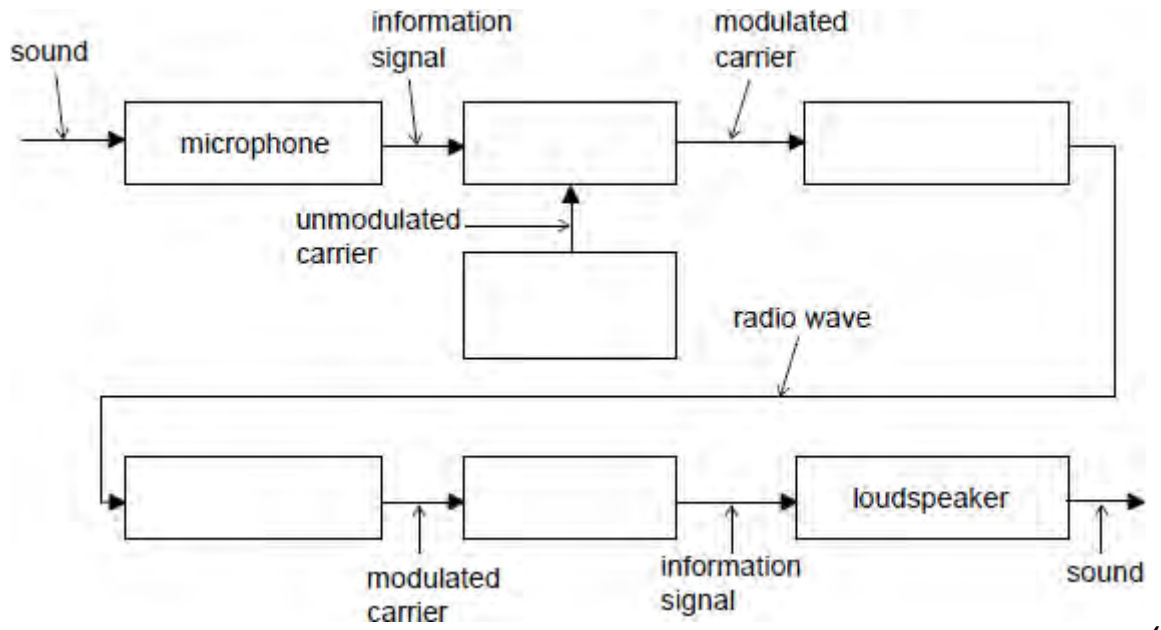 information
signal
modulated
carrier
sound
microphone
unmodulated
carrier
radio wave
loudspeaker
modulated
carrier
information
signal
sound